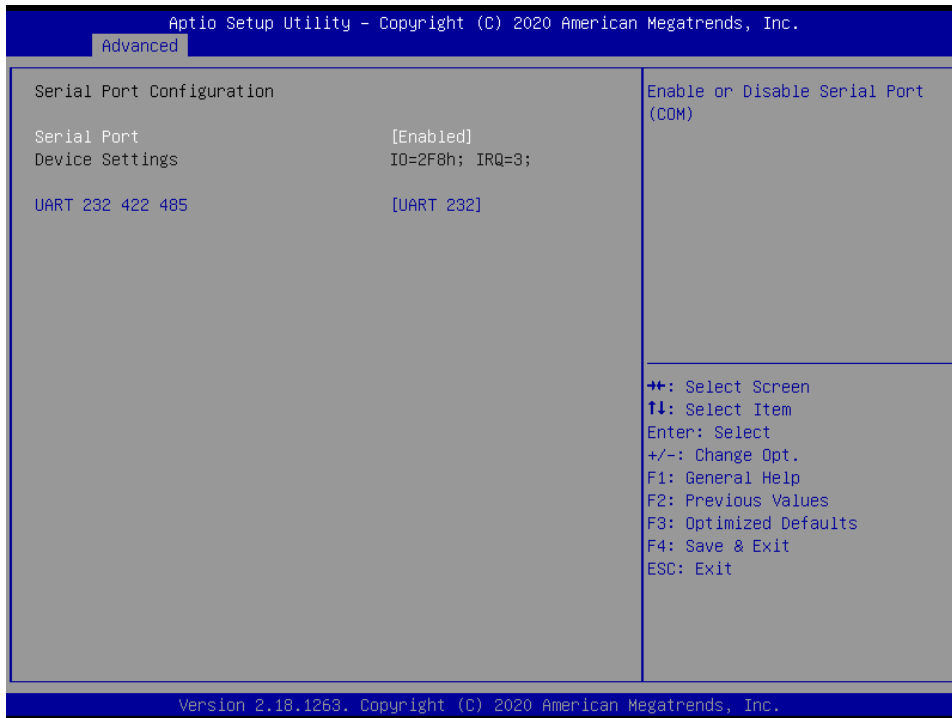 Aptio Setup Utility – Copyright (C) 2020 American Megatrends, Inc.
Advanced
Serial Port Configuration
Serial Port [Enabled]
Device Settings IO=2F8h; IRQ=3;
UART 232 422 485 [UART 232]
Enable or Disable Serial Port
(COM)
→←: Select Screen
↑↓: Select Item
Enter: Select
+/-: Change Opt.
F1: General Help
F2: Previous Values
F3: Optimized Defaults
F4: Save & Exit
ESC: Exit
Version 2.18.1263. Copyright (C) 2020 American Megatrends, Inc.